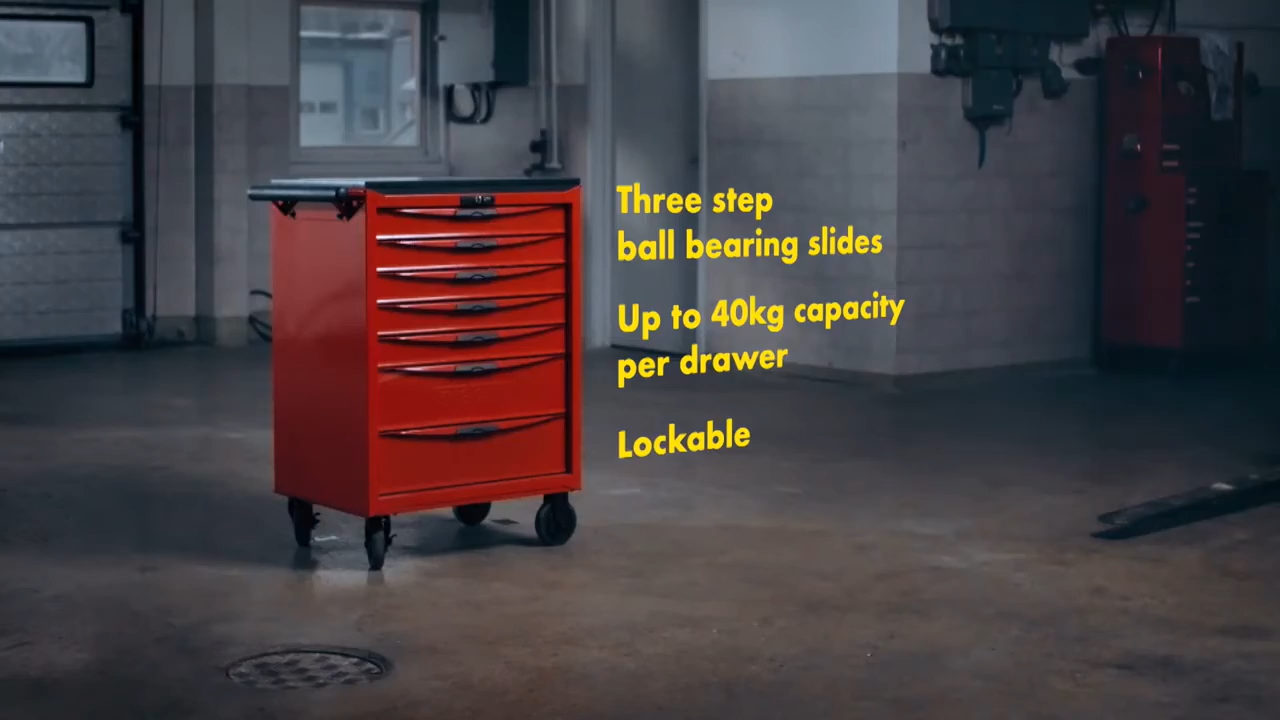 Three step
ball bearing slides
Up to 40kg capacity
per drawer
Lockable